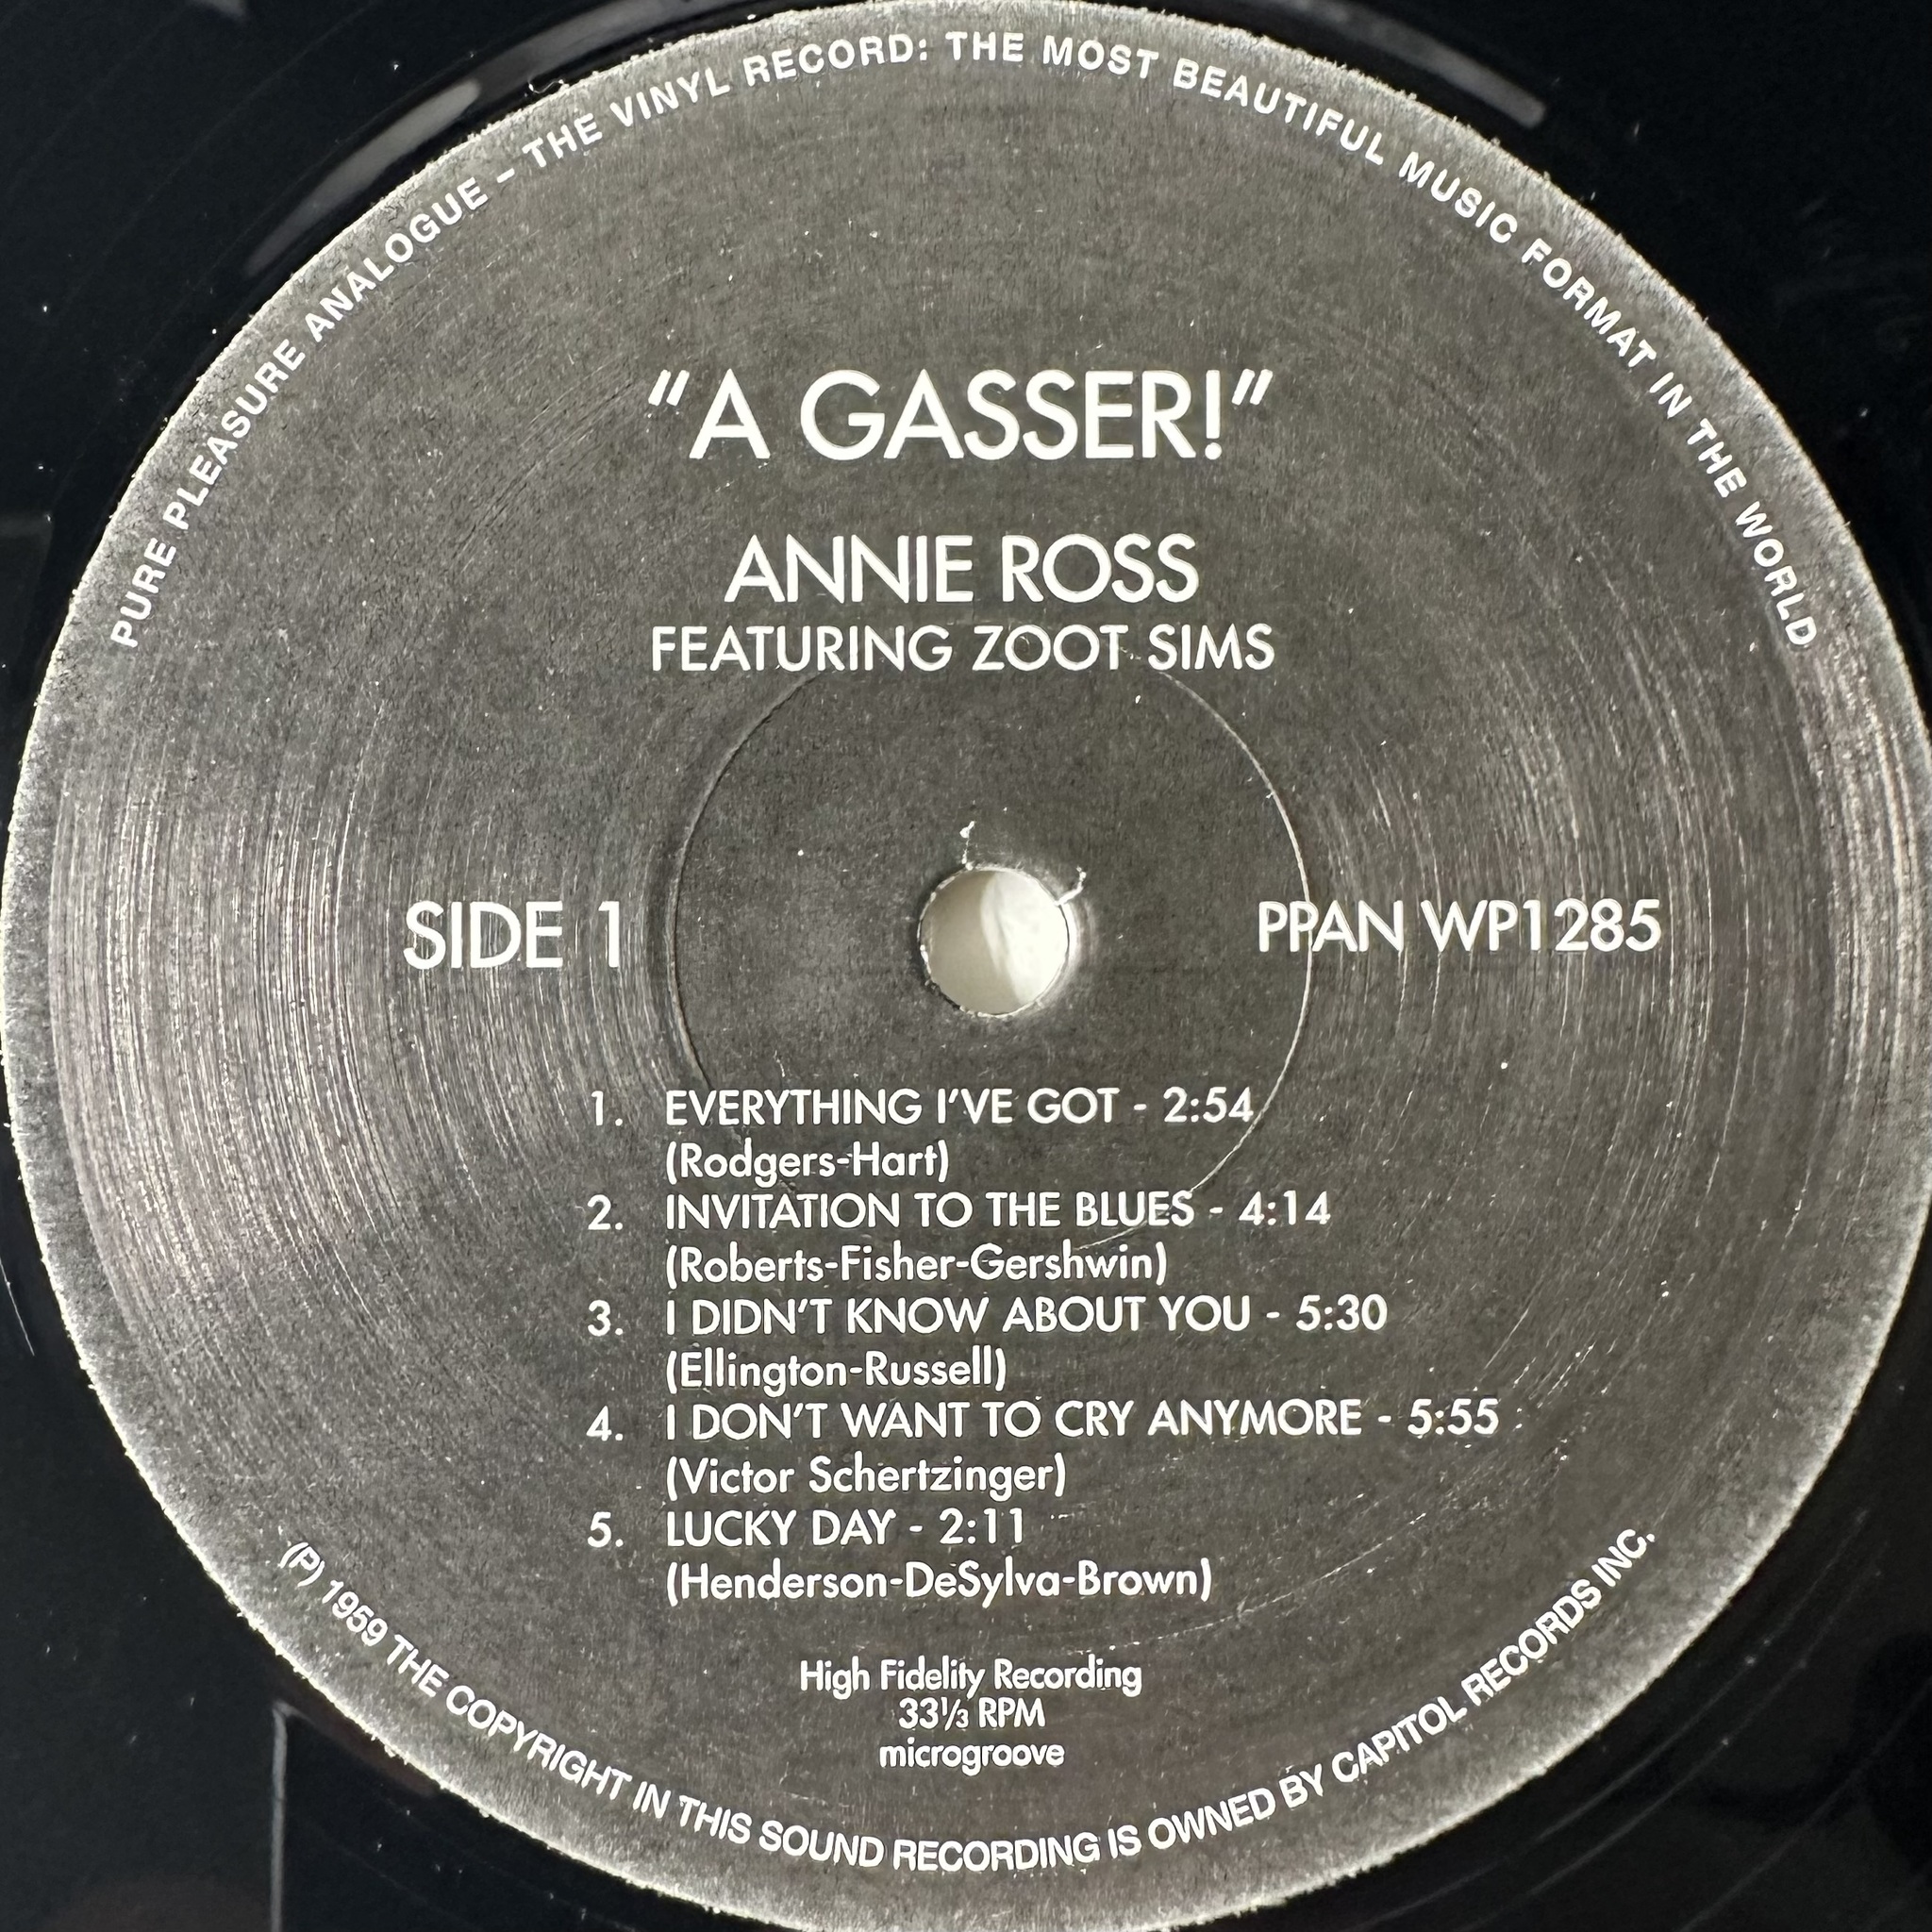 PURE PLEASURE ANALOGUE – THE VINYL RECORD: THE MOST BEAUTIFUL MUSIC FORMAT IN THE WORLD
"A GASSER!"
ANNIE ROSS
FEATURING ZOOT SIMS
SIDE 1
PPAN WP1285
1. EVERYTHING I'VE GOT - 2:54
(Rodgers-Hart)
2. INVITATION TO THE BLUES - 4:14
(Roberts-Fisher-Gershwin)
3. I DIDN'T KNOW ABOUT YOU - 5:30
(Ellington-Russell)
4. I DON'T WANT TO CRY ANYMORE - 5:55
(Victor Schertzinger)
5. LUCKY DAY - 2:11
(Henderson-DeSylva-Brown)
High Fidelity Recording
33⅓ RPM
microgroove
(P) 1959 THE COPYRIGHT IN THIS SOUND RECORDING IS OWNED BY CAPITOL RECORDS INC.